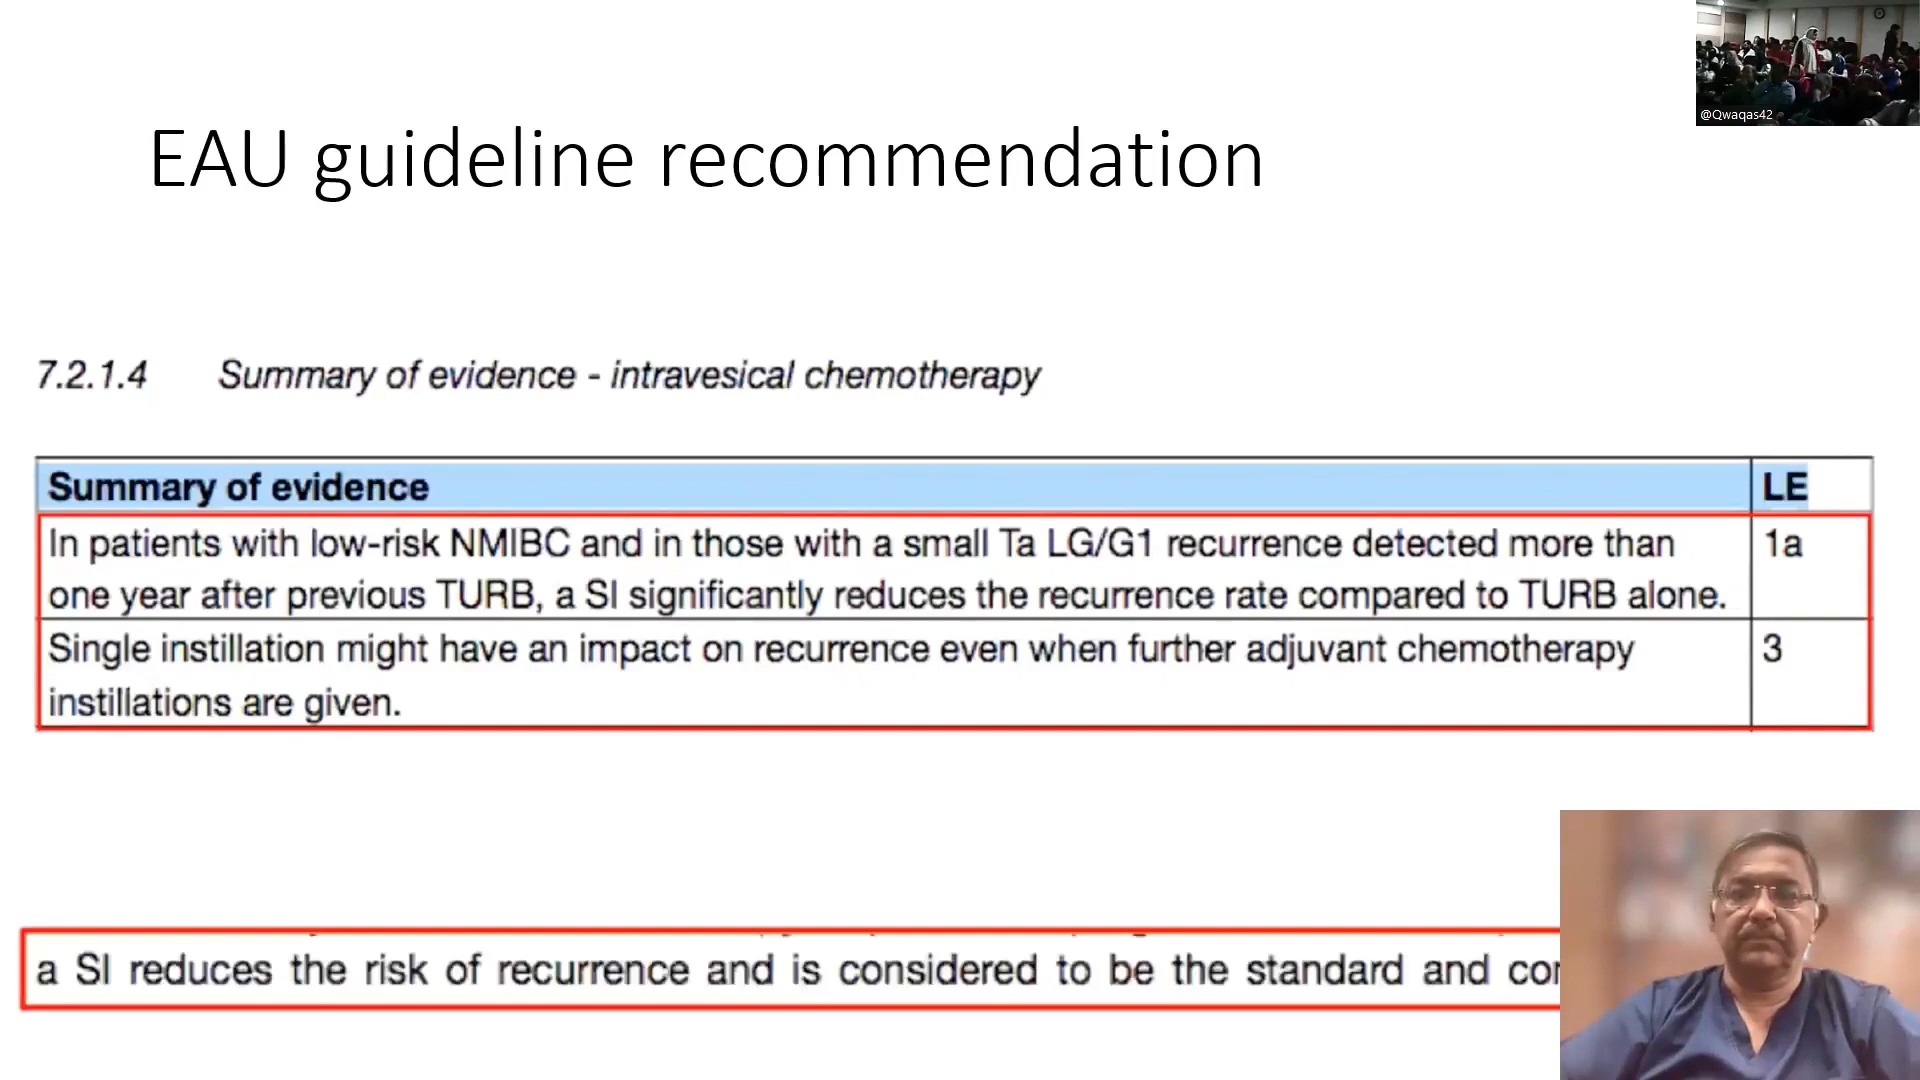 @Qwaqas42
EAU guideline recommendation
7.2.1.4 Summary of evidence - intravesical chemotherapy
Summary of evidence LE
In patients with low-risk NMIBC and in those with a small Ta LG/G1 recurrence detected more than 1a
one year after previous TURB, a SI significantly reduces the recurrence rate compared to TURB alone.
Single instillation might have an impact on recurrence even when further adjuvant chemotherapy 3
instillations are given.
a SI reduces the risk of recurrence and is considered to be the standard and